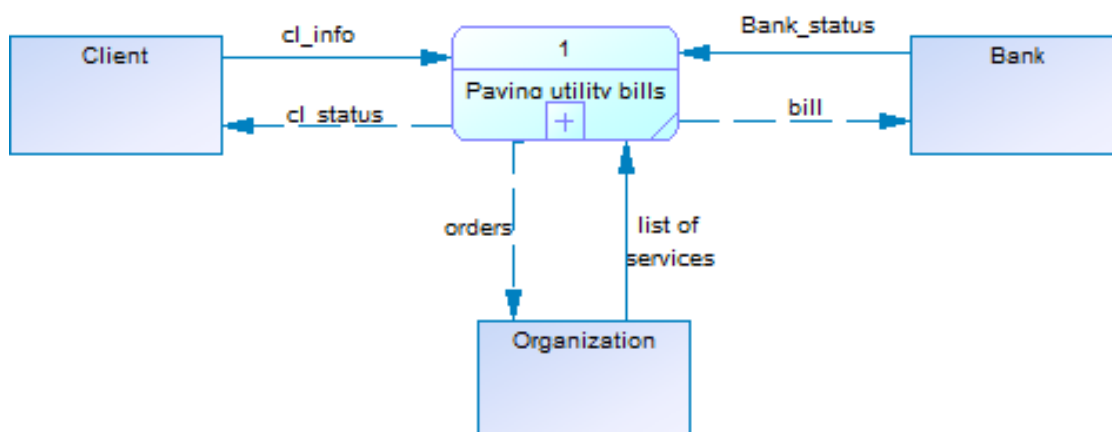 cl_info
Client
cl_status
1
Paying utility bills
+
Bank_status
Bank
bill
orders
list of
services
Organization